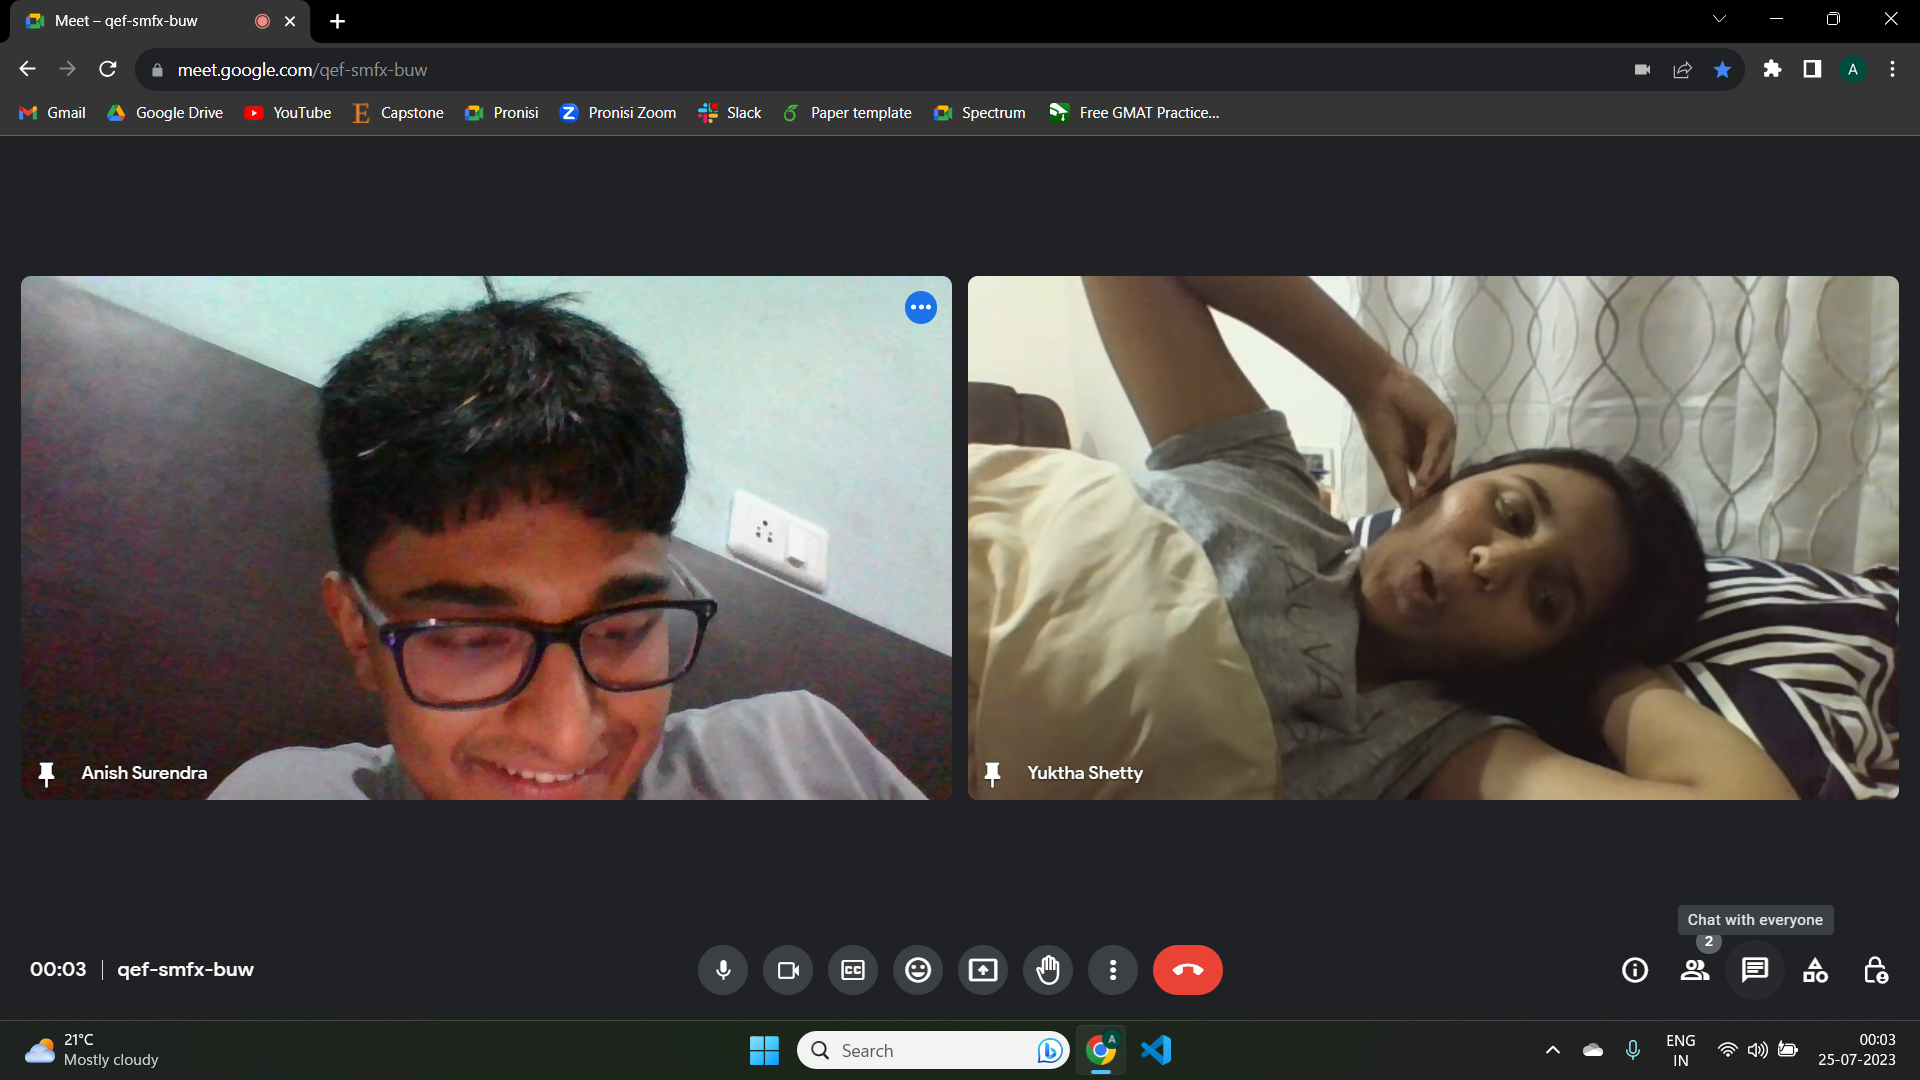 Meet – qef-smfx-buw
meet.google.com/qef-smfx-buw
A
Gmail
Google Drive
YouTube
E Capstone
Pronisi
Z Pronisi Zoom
Slack
Paper template
Spectrum
Free GMAT Practice...
Anish Surendra
Yuktha Shetty
Chat with everyone
2
00:03 | qef-smfx-buw
CC
21°C
Mostly cloudy
Search
A
ENG
IN
00:03
25-07-2023